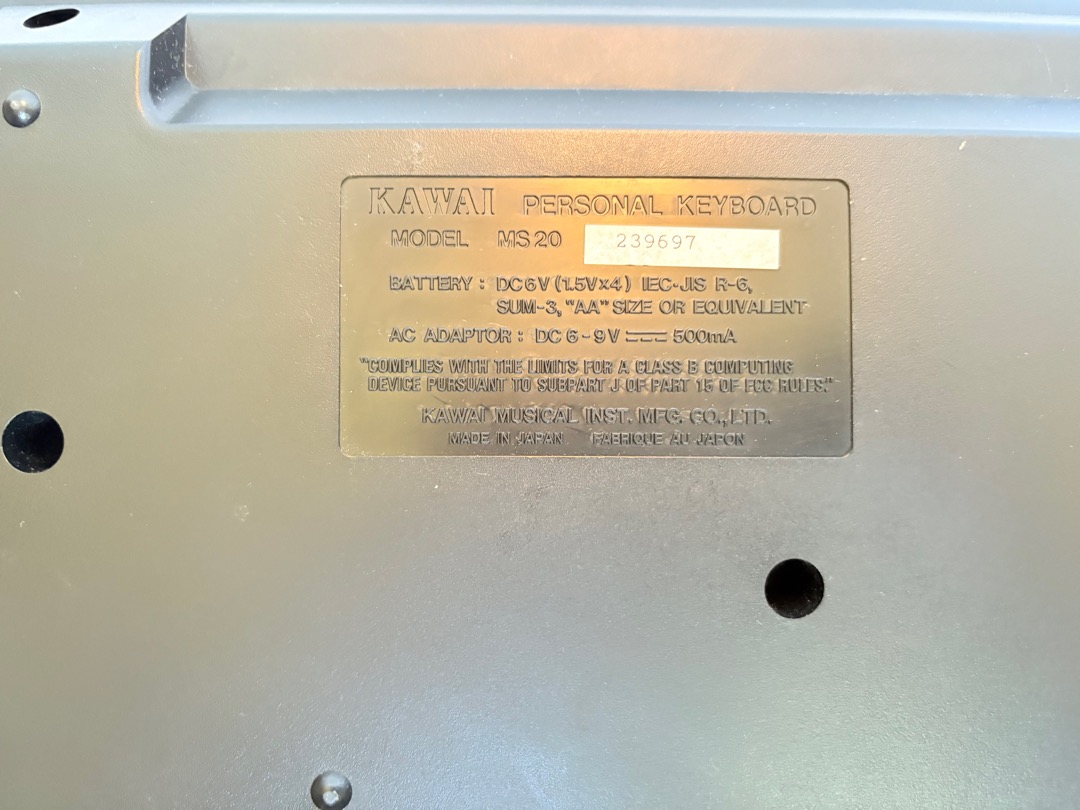 KAWAI PERSONAL KEYBOARD
MODEL MS20 239697
BATTERY : DC6V (1.5V×4) IEC·JIS R-6,
SUM-3, "AA" SIZE OR EQUIVALENT
AC ADAPTOR : DC 6-9V ⎓ 500mA
"COMPLIES WITH THE LIMITS FOR A CLASS B COMPUTING
DEVICE PURSUANT TO SUBPART J OF PART 15 OF FCC RULES."
KAWAI MUSICAL INST. MFG. CO., LTD.
MADE IN JAPAN FABRIQUE AU JAPON